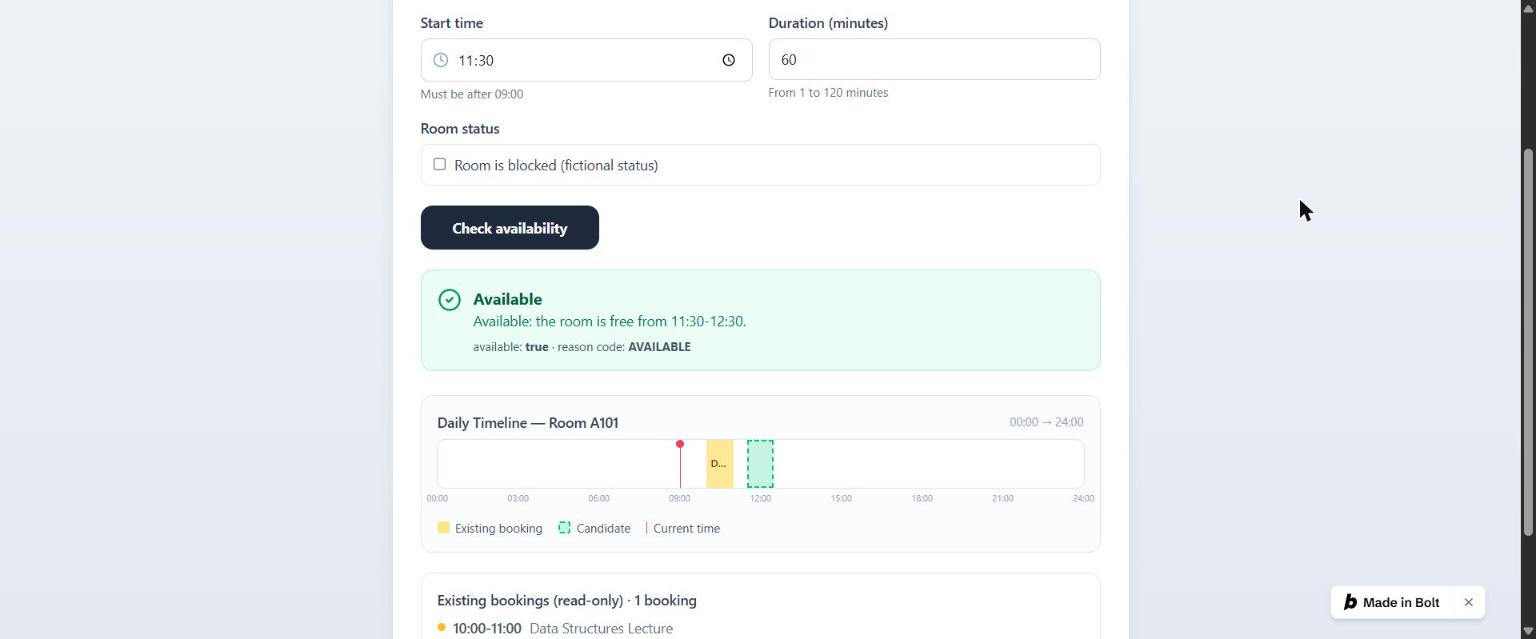 Start time
Duration (minutes)
11:30
60
Must be after 09:00
From 1 to 120 minutes
Room status
Room is blocked (fictional status)
Check availability
Available
Available: the room is free from 11:30-12:30.
available: true · reason code: AVAILABLE
Daily Timeline — Room A101
00:00 → 24:00
D...
00:00 03:00 06:00 09:00 12:00 15:00 18:00 21:00 24:00
Existing booking Candidate Current time
Existing bookings (read-only) · 1 booking
10:00-11:00 Data Structures Lecture
b Made in Bolt